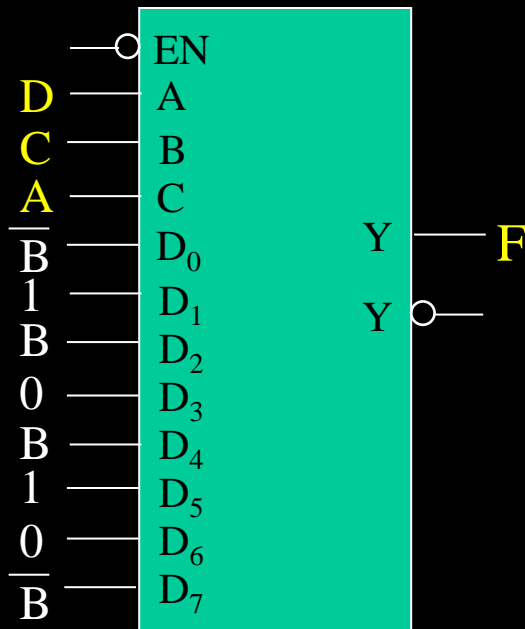 EN
D A
C B
A C
B̅ D₀
Y F
1 D₁
Y
B D₂
0 D₃
B D₄
1 D₅
0 D₆
B̅ D₇